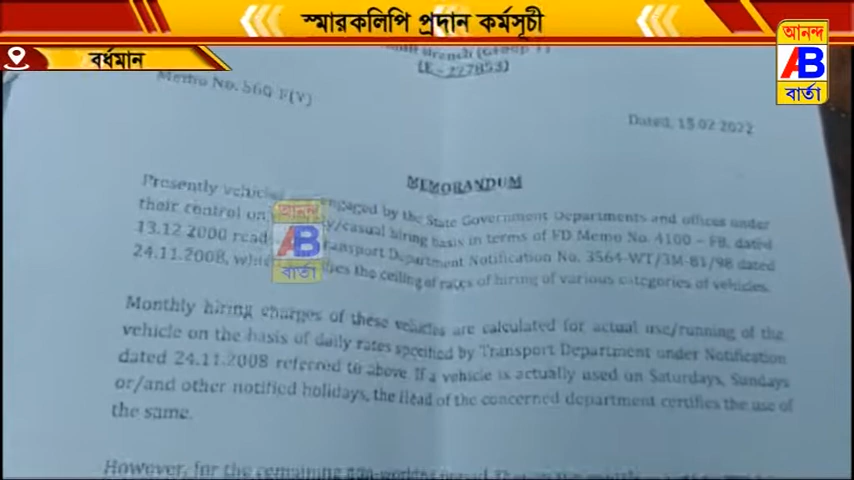 স্মারকলিপি প্রদান কর্মসূচী
আনন্দ
AB
বার্তা
বর্ধমান
Branch (Group T)
(E - 227853)
Memo No. 560 F(Y)
Dated, 15.02 2022
MEMORANDUM
Presently vehicles engaged by the State Government Departments and offices under
their control on /casual hiring basis in terms of FD Memo No. 4100 - FB, dated
13.12.2000 read Transport Department Notification No. 3564-WT/3M-81/98 dated
24.11.2008, the ceiling of rates of hiring of various categories of vehicles.
আনন্দ
AB
বার্তা
Monthly hiring charges of these vehicles are calculated for actual use/running of the
vehicle on the basis of daily rates specified by Transport Department under Notification
dated 24.11.2008 referred to above. If a vehicle is actually used on Saturdays, Sundays
or/and other notified holidays, the Head of the concerned department certifies the use of
the same.
However, for the remaining